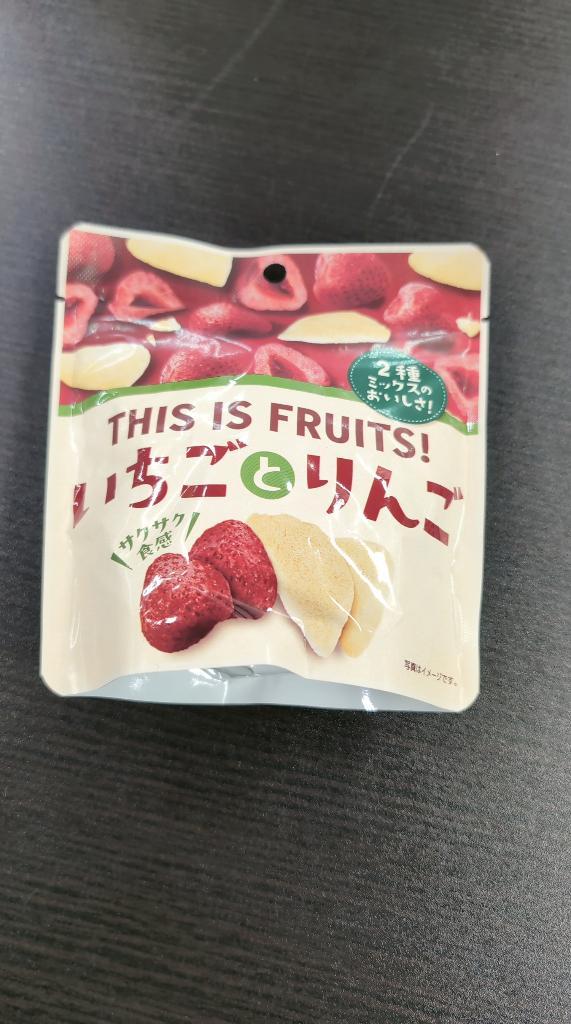 2種
ミックスの
おいしさ!
THIS IS FRUITS!
いちごとりんご
サクサク
食感
写真はイメージです。